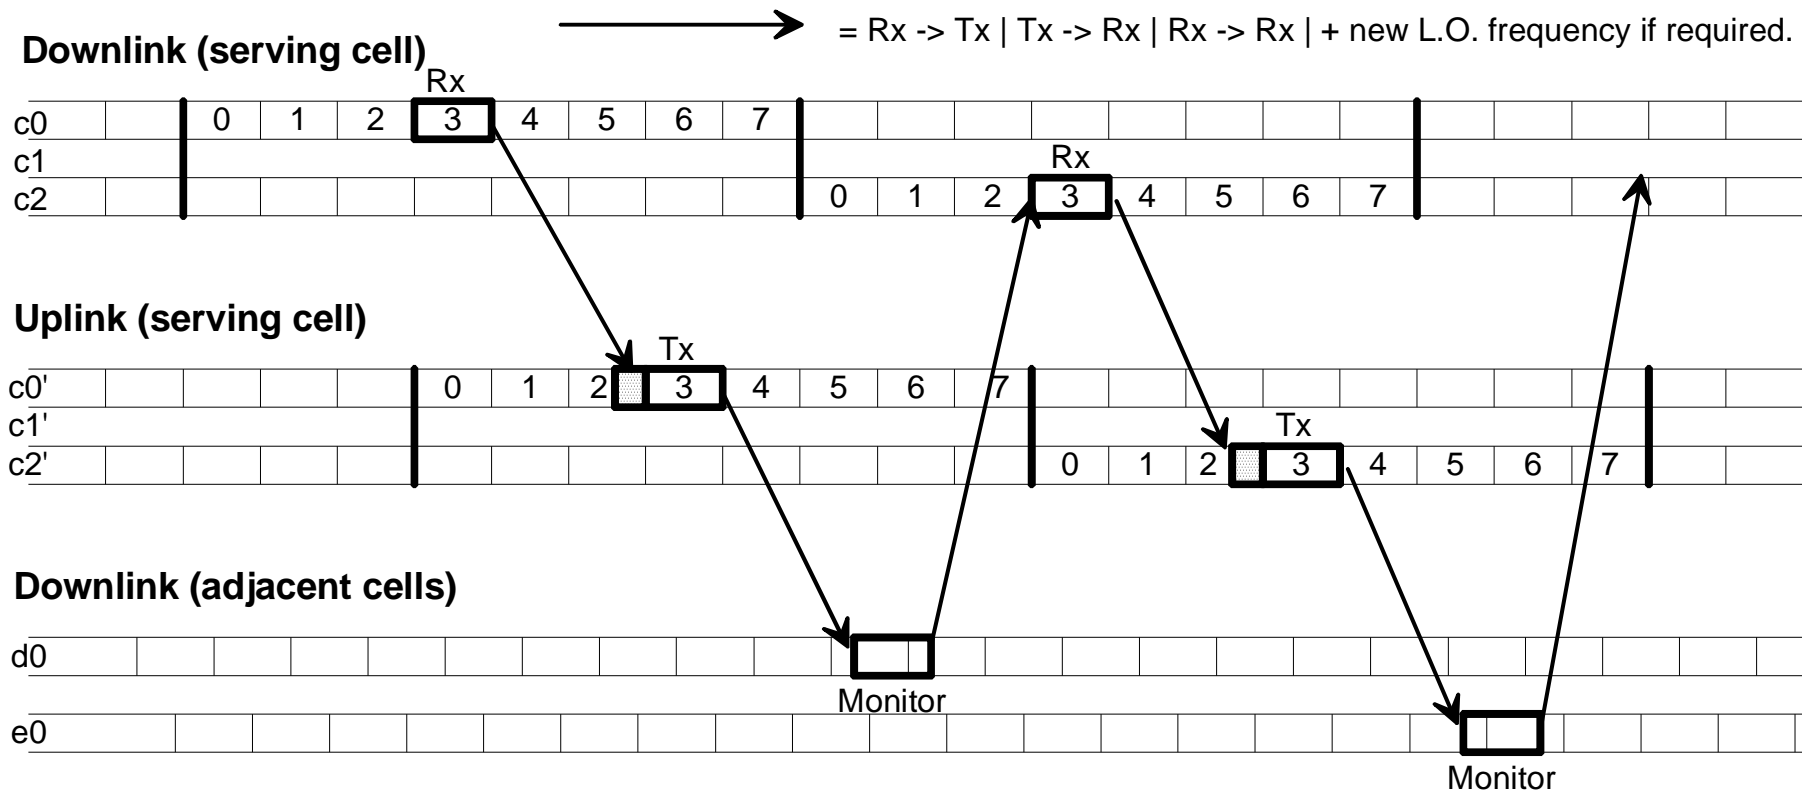 = Rx -> Tx | Tx -> Rx | Rx -> Rx | + new L.O. frequency if required.
Downlink (serving cell)
Rx
c0 0 1 2 3 4 5 6 7
c1 Rx
c2 0 1 2 3 4 5 6 7
Uplink (serving cell)
Tx
c0' 0 1 2 3 4 5 6 7
c1' Tx
c2' 0 1 2 3 4 5 6 7
Downlink (adjacent cells)
d0
Monitor
e0
Monitor